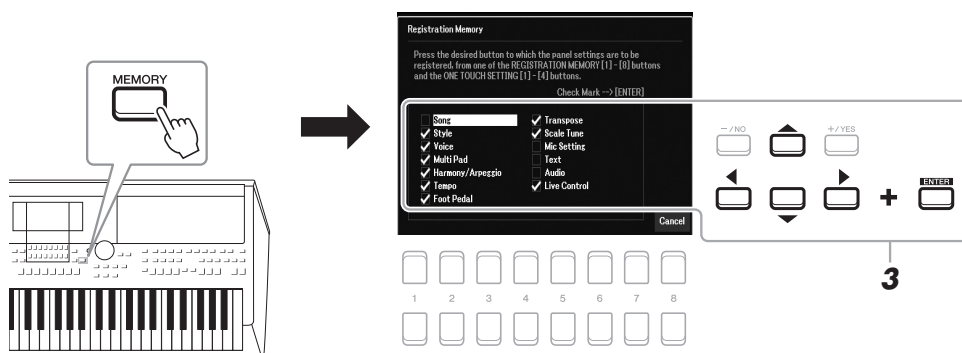 MEMORY
Registration Memory
Press the desired button to which the panel settings are to be
registered, from one of the REGISTRATION MEMORY [1] - [8] buttons
and the ONE TOUCH SETTING [1] - [4] buttons.
Check Mark --> [ENTER]
Song
Style
Voice
Multi Pad
Harmony/Arpeggio
Tempo
Foot Pedal
Transpose
Scale Tune
Mic Setting
Text
Audio
Live Control
Cancel
- / NO
+ / YES
+
ENTER
3
1 2 3 4 5 6 7 8